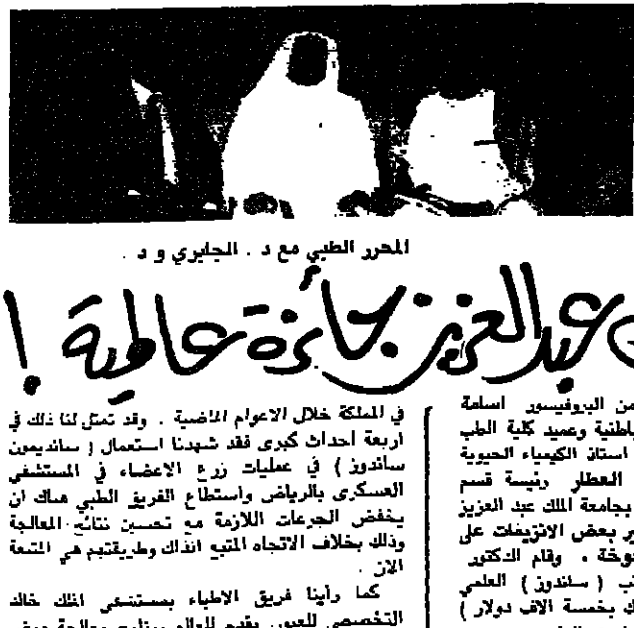 المحرر الطبي مع د . الجابري و د .
عبد العزيز بجائزة عالمية !
من البروفيسور اسامة
باطنية وعميد كلية الطب
استاذ الكيمياء الحيوية
العطار رئيسة قسم
بجامعة الملك عبد العزيز
بعض الانزيمات على
وقام الدكتور
( ساندوز ) العلمي
بخمسة الاف دولار )
في المملكة خلال الاعوام الماضية . وقد تمثل لنا ذلك في
اربعة احداث كبرى فقد شهدنا استعمال ( سانديمون
ساندوز ) في عمليات زرع الاعضاء في المستشفى
العسكرى بالرياض واستطاع الفريق الطبي هناك ان
يخفض الجرعات اللازمة مع تحسين نتائج المعالجة
وذلك بخلاف الاتجاه المتبع انذاك وطريقتهم هي المتبعة
الان .
كما رأينا فريق الاطباء بمستشفى الملك خالد
التخصصي للعيون يقدم للعالم